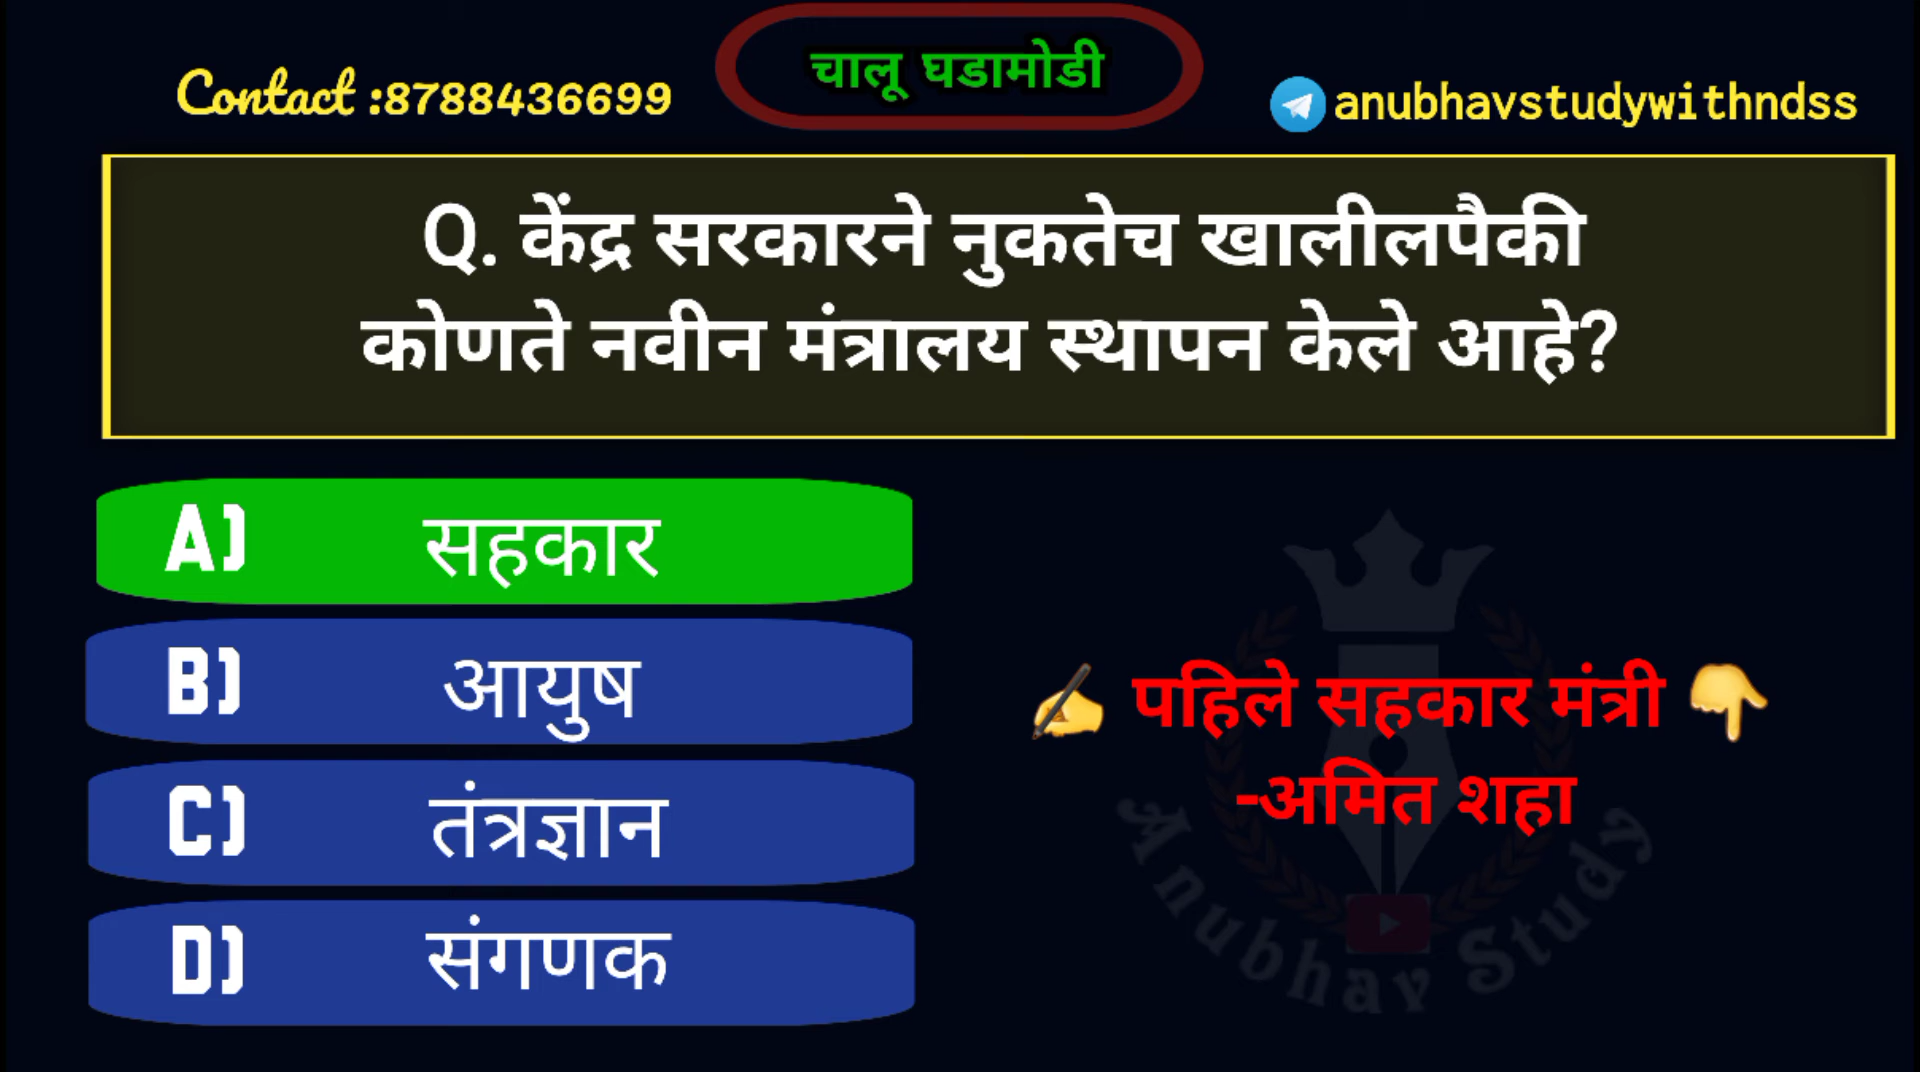 चालू घडामोडी
Contact :8788436699
anubhavstudywithndss
Q. केंद्र सरकारने नुकतेच खालीलपैकी
कोणते नवीन मंत्रालय स्थापन केले आहे?
A) सहकार
B) आयुष
C) तंत्रज्ञान
D) संगणक
✍ पहिले सहकार मंत्री 👇
-अमित शहा
Anubhav Study